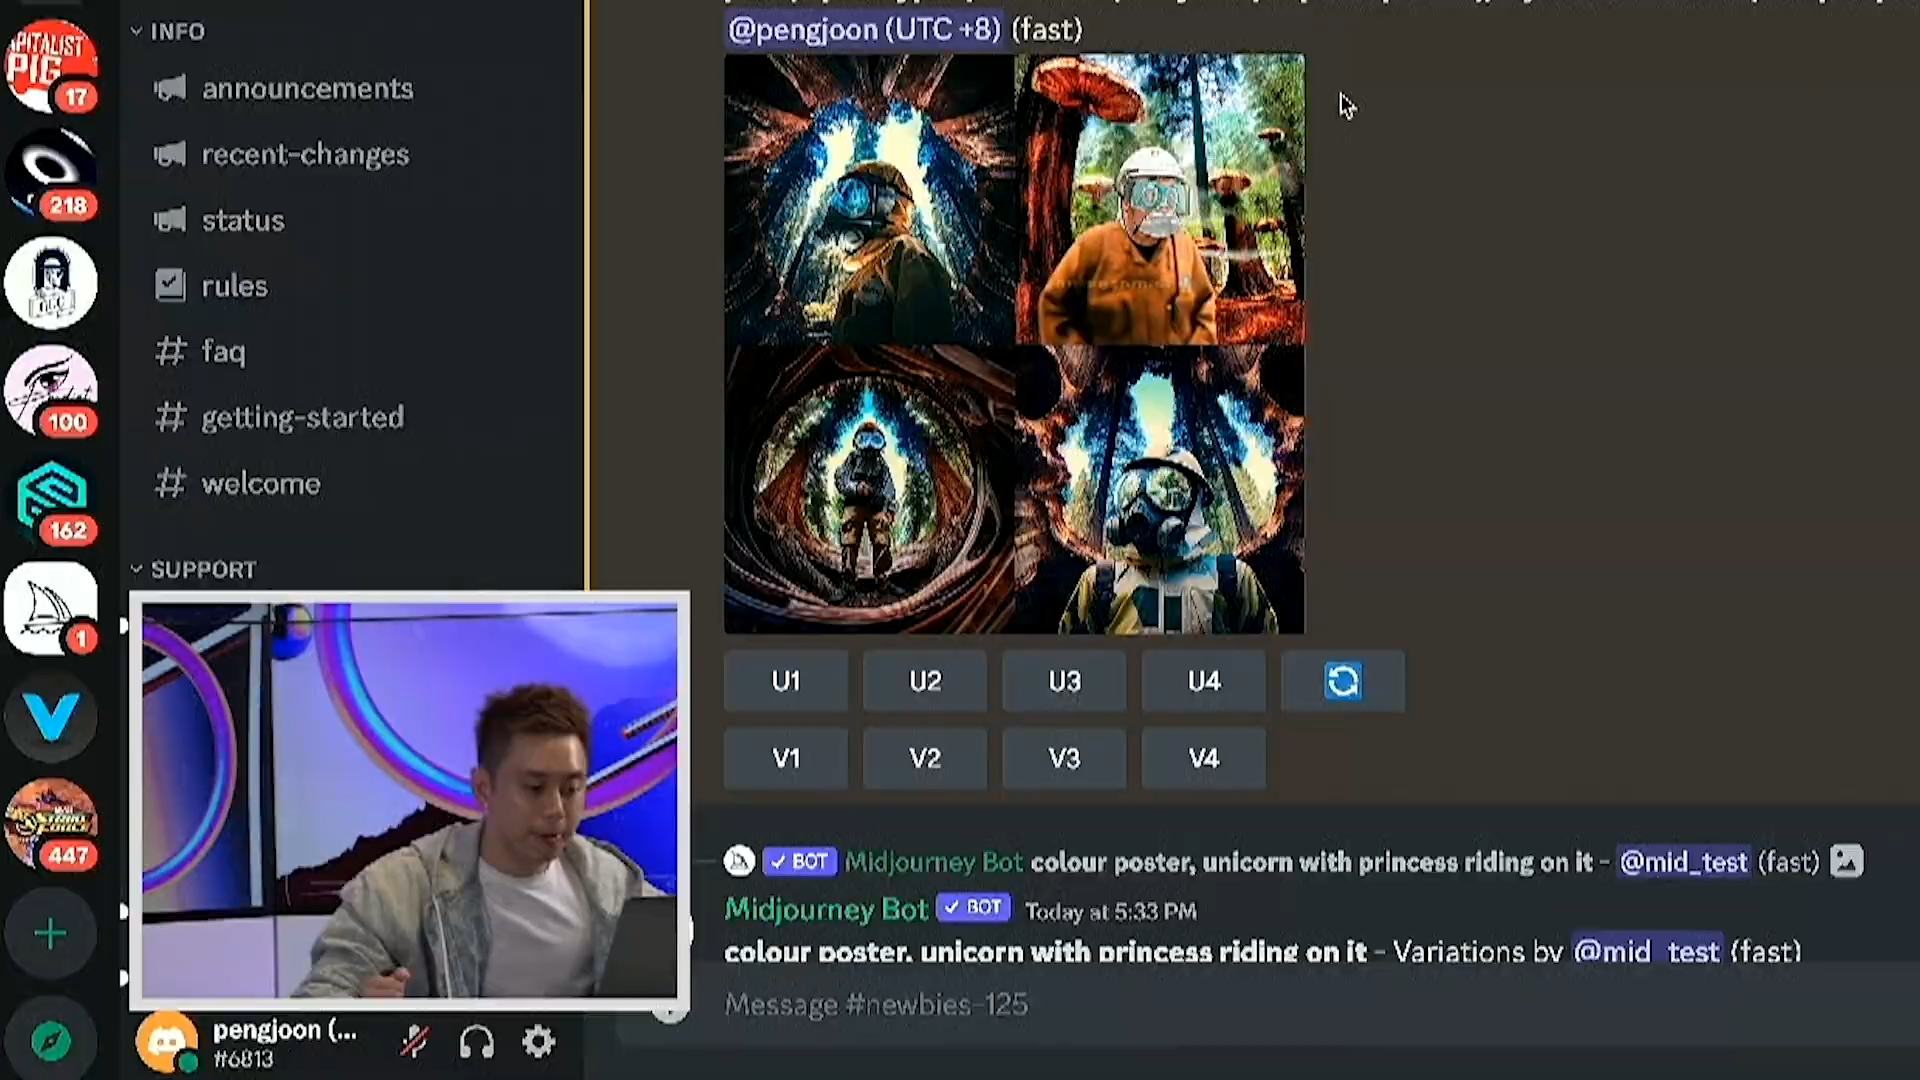 APITALIST
PIG
17
218
100
162
1
447
INFO
announcements
recent-changes
status
rules
faq
getting-started
welcome
SUPPORT
pengjoon (...
#6813
@pengjoon (UTC +8) (fast)
U1 U2 U3 U4
V1 V2 V3 V4
BOT Midjourney Bot colour poster, unicorn with princess riding on it - @mid_test (fast)
Midjourney Bot BOT Today at 5:33 PM
colour poster, unicorn with princess riding on it - Variations by @mid_test (fast)
Message #newbies-125